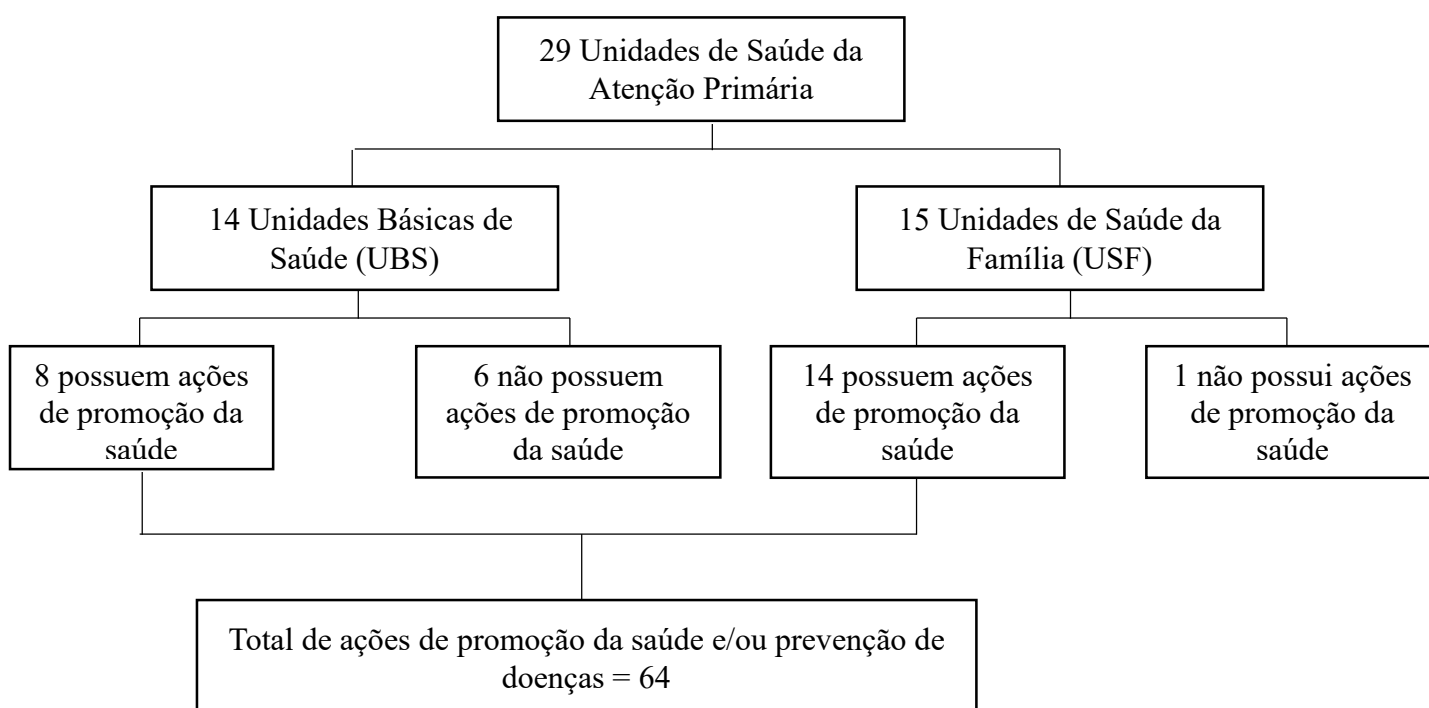 29 Unidades de Saúde da
Atenção Primária
14 Unidades Básicas de
Saúde (UBS)
15 Unidades de Saúde da
Família (USF)
8 possuem ações
de promoção da
saúde
6 não possuem
ações de promoção
da saúde
14 possuem ações
de promoção da
saúde
1 não possui ações
de promoção da
saúde
Total de ações de promoção da saúde e/ou prevenção de
doenças = 64